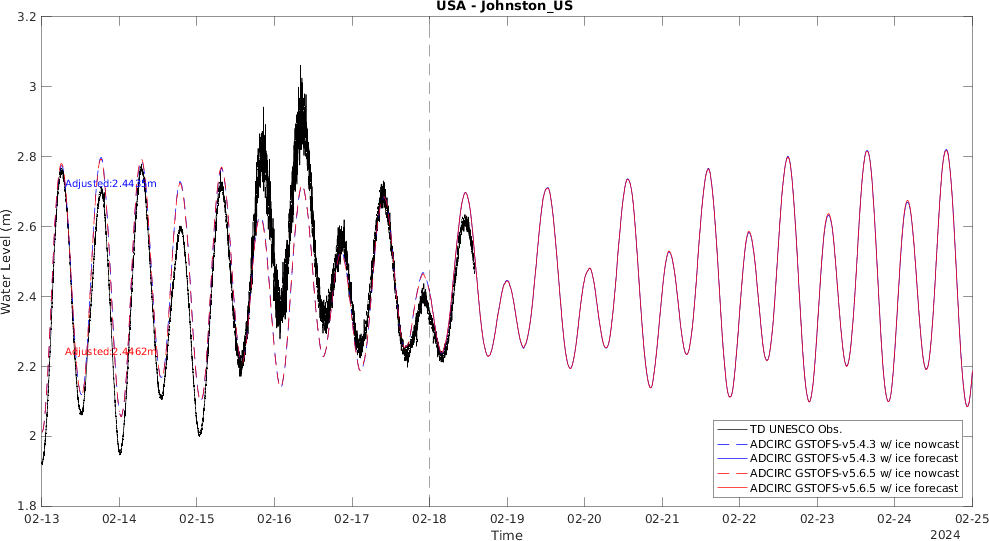 USA - Johnston_US
3.2
3
2.8
2.6
2.4
2.2
2
1.8
Water Level (m)
Adjusted:2.4425m
Adjusted:2.4462m
TD UNESCO Obs.
ADCIRC GSTOFS-v5.4.3 w/ ice nowcast
ADCIRC GSTOFS-v5.4.3 w/ ice forecast
ADCIRC GSTOFS-v5.6.5 w/ ice nowcast
ADCIRC GSTOFS-v5.6.5 w/ ice forecast
02-13 02-14 02-15 02-16 02-17 02-18 02-19 02-20 02-21 02-22 02-23 02-24 02-25
Time
2024